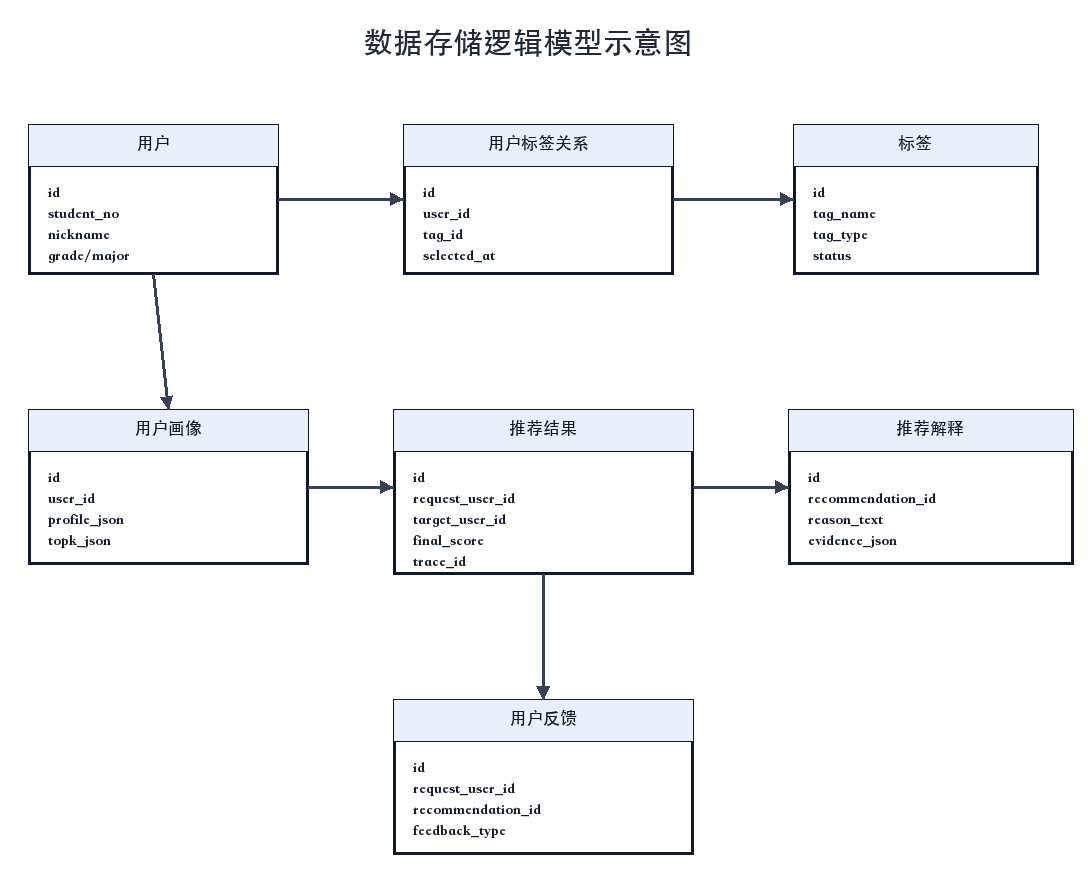 数据存储逻辑模型示意图
用户
id
student_no
nickname
grade/major
用户标签关系
id
user_id
tag_id
selected_at
标签
id
tag_name
tag_type
status
用户画像
id
user_id
profile_json
topk_json
推荐结果
id
request_user_id
target_user_id
final_score
trace_id
推荐解释
id
recommendation_id
reason_text
evidence_json
用户反馈
id
request_user_id
recommendation_id
feedback_type